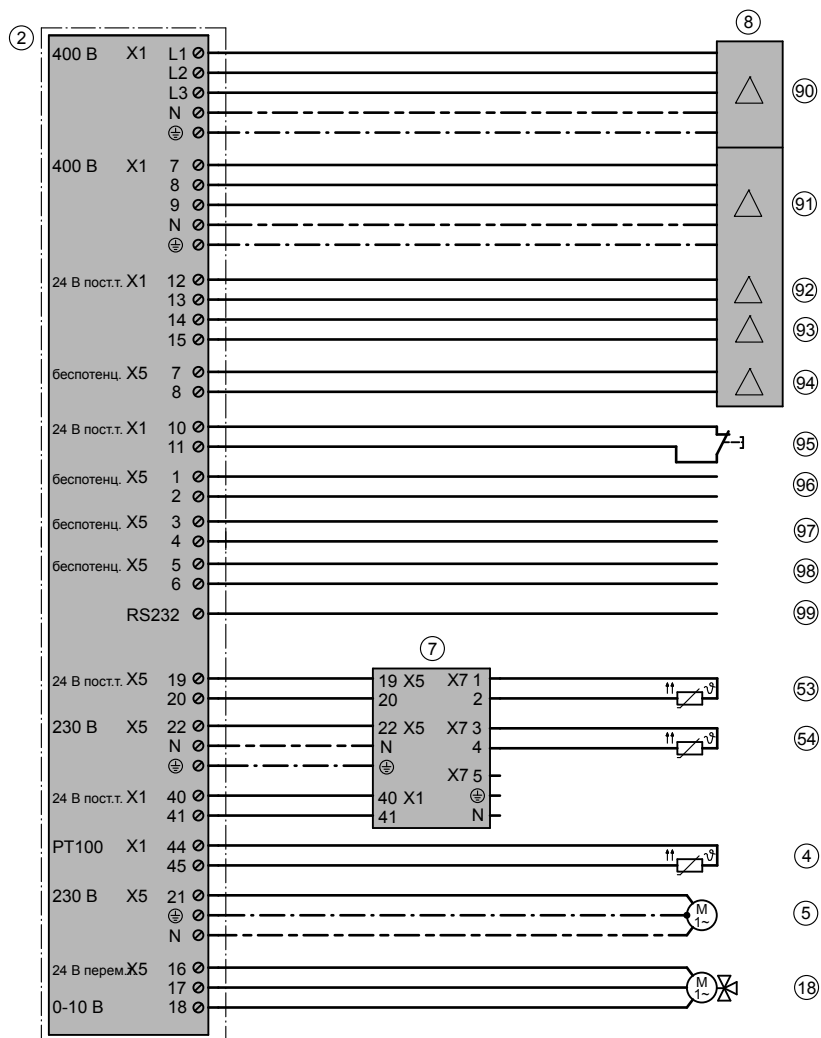 2
8
400 В X1 L1
L2
L3
90
N
400 В X1 7
8
9
91
N
24 В пост.т. X1 12
92
13
14
93
15
беспотенц. X5 7
94
8
24 В пост.т. X1 10
95
11
беспотенц. X5 1
96
2
беспотенц. X5 3
97
4
беспотенц. X5 5
98
6
RS232
99
7
24 В пост.т. X5 19
19 X5 X7 1
ϑ
53
20
20 2
230 В X5 22
22 X5 X7 3
ϑ
54
N
N 4
X7 5
24 В пост.т. X1 40
40 X1
41
41 N
PT100 X1 44
ϑ
4
45
230 В X5 21
M
1~
5
N
24 В перем.т. X5 16
17
M
1~
18
0-10 В 18